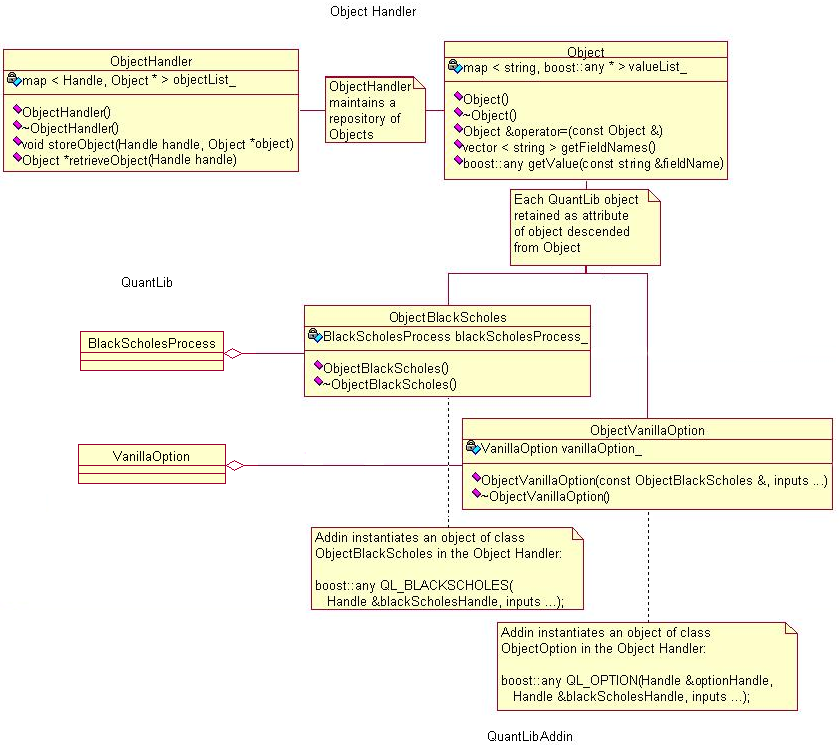 Object Handler
ObjectHandler
map < Handle, Object * > objectList_
ObjectHandler()
~ObjectHandler()
void storeObject(Handle handle, Object *object)
Object *retrieveObject(Handle handle)
ObjectHandler
maintains a
repository of
Objects
Object
map < string, boost::any * > valueList_
Object()
~Object()
Object &operator=(const Object &)
vector < string > getFieldNames()
boost::any getValue(const string &fieldName)
Each QuantLib object
retained as attribute
of object descended
from Object
QuantLib
BlackScholesProcess
ObjectBlackScholes
BlackScholesProcess blackScholesProcess_
ObjectBlackScholes()
~ObjectBlackScholes()
VanillaOption
ObjectVanillaOption
VanillaOption vanillaOption_
ObjectVanillaOption(const ObjectBlackScholes &, inputs ...)
~ObjectVanillaOption()
Addin instantiates an object of class
ObjectBlackScholes in the Object Handler:
boost::any QL_BLACKSCHOLES(
Handle &blackScholesHandle, inputs ...);
Addin instantiates an object of class
ObjectOption in the Object Handler:
boost::any QL_OPTION(Handle &optionHandle,
Handle &blackScholesHandle, inputs ...);
QuantLibAddin